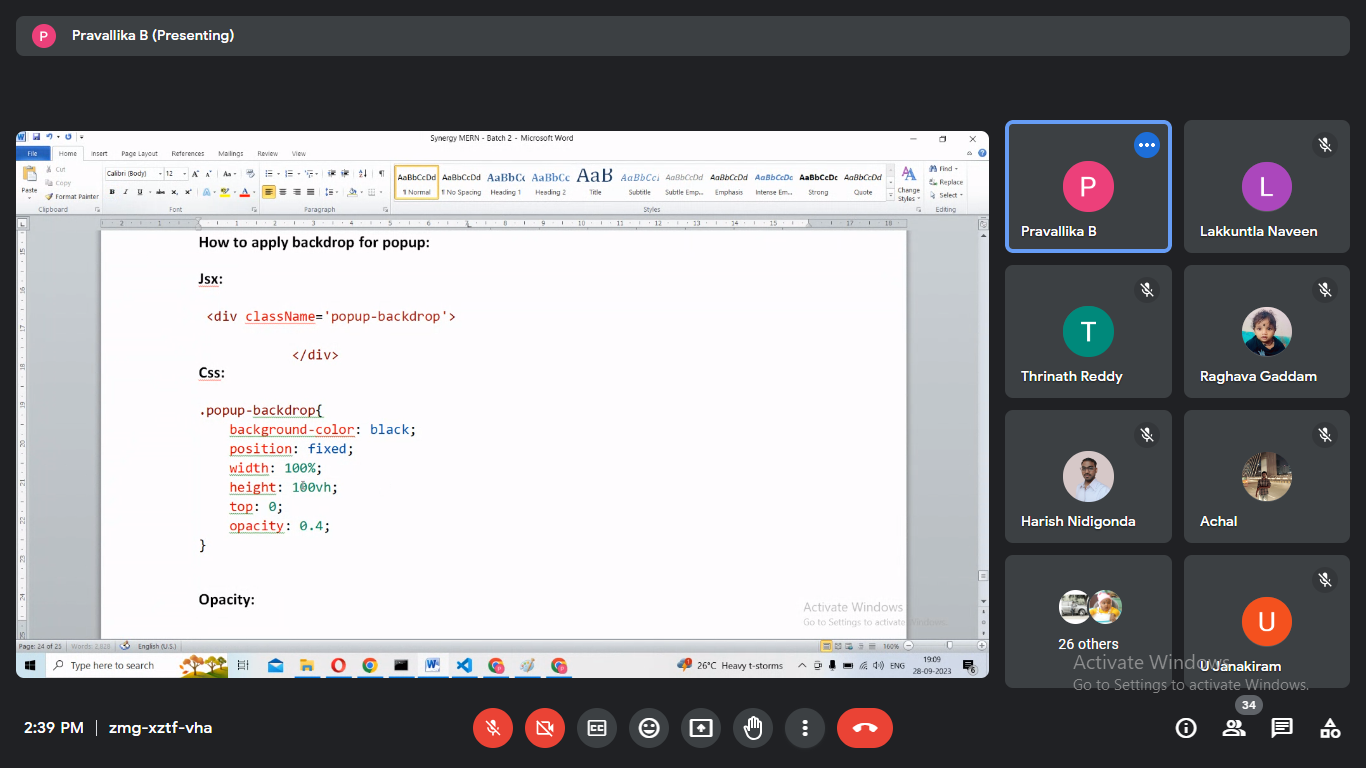 P Pravallika B (Presenting)
Synergy MERN - Batch 2 - Microsoft Word
File Home Insert Page Layout References Mailings Review View
Paste
Cut
Copy
Format Painter
Clipboard
Calibri (Body) 12
Font
Paragraph
AaBbCcDd AaBbCcDd AaBbCc AaBbCc AaB AaBbCci AaBbCcDd AaBbCcDd AaBbCcDc AaBbCcDc AaBbCcDd
¶ Normal ¶ No Spacing Heading 1 Heading 2 Title Subtitle Subtle Emp... Emphasis Intense Em... Strong Quote
Styles
Change Styles
Find
Replace
Select
Editing
How to apply backdrop for popup:
Jsx:
<div className='popup-backdrop'>
</div>
Css:
.popup-backdrop{
background-color: black;
position: fixed;
width: 100%;
height: 100vh;
top: 0;
opacity: 0.4;
}
Opacity:
Activate Windows
Go to Settings to activate Windows.
Page: 24 of 25 English (U.S.) 160%
Type here to search
26°C Heavy t-storms
ENG
19:09
28-09-2023
6
P
Pravallika B
L
Lakkuntla Naveen
T
Thrinath Reddy
Raghava Gaddam
Harish Nidigonda
Achal
26 others
U
U Janakiram
Activate Windows
Go to Settings to activate Windows.
2:39 PM | zmg-xztf-vha
34